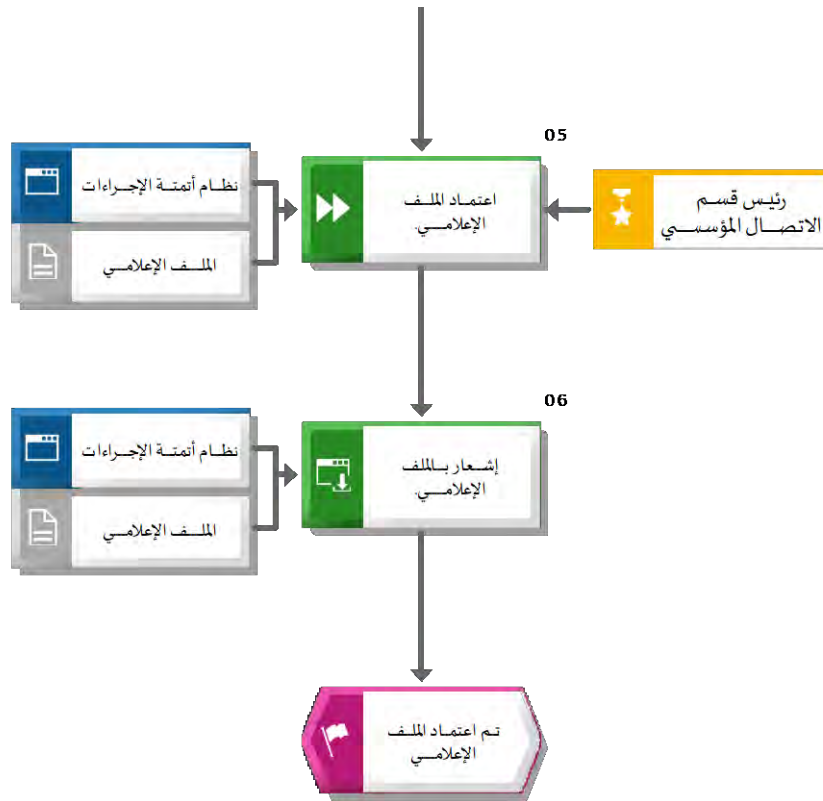 05
رئيس قسم
الاتصال المؤسسي
اعتماد الملف
الإعلامي.
نظام أتمتة الإجراءات
الملف الإعلامي
06
إشعار بالملف
الإعلامي.
نظام أتمتة الإجراءات
الملف الإعلامي
تم اعتماد الملف
الإعلامي